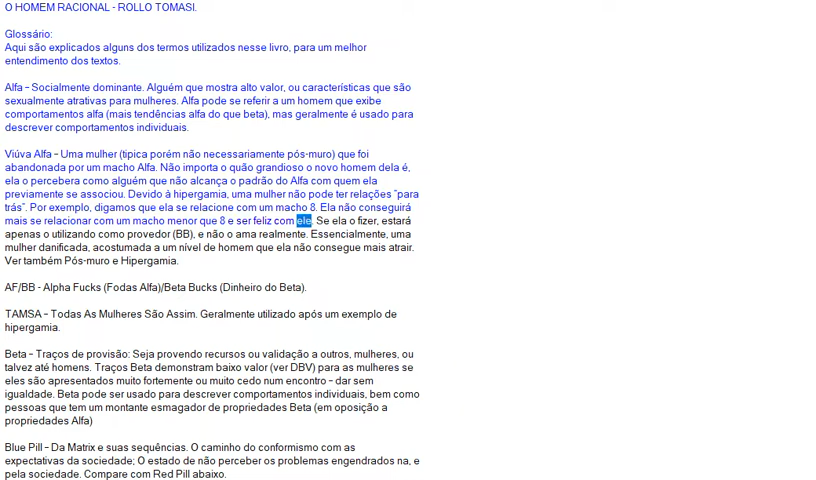 O HOMEM RACIONAL - ROLLO TOMASI.
Glossário:
Aqui são explicados alguns dos termos utilizados nesse livro, para um melhor
entendimento dos textos.
Alfa – Socialmente dominante. Alguém que mostra alto valor, ou características que são
sexualmente atrativas para mulheres. Alfa pode se referir a um homem que exibe
comportamentos alfa (mais tendências alfa do que beta), mas geralmente é usado para
descrever comportamentos individuais.
Viúva Alfa – Uma mulher (tipica porém não necessariamente pós-muro) que foi
abandonada por um macho Alfa. Não importa o quão grandioso o novo homem dela é,
ela o percebera como alguém que não alcança o padrão do Alfa com quem ela
previamente se associou. Devido à hipergamia, uma mulher não pode ter relações "para
trás". Por exemplo, digamos que ela se relacione com um macho 8. Ela não conseguirá
mais se relacionar com um macho menor que 8 e ser feliz com ele. Se ela o fizer, estará
apenas o utilizando como provedor (BB), e não o ama realmente. Essencialmente, uma
mulher danificada, acostumada a um nível de homem que ela não consegue mais atrair.
Ver também Pós-muro e Hipergamia.
AF/BB - Alpha Fucks (Fodas Alfa)/Beta Bucks (Dinheiro do Beta).
TAMSA – Todas As Mulheres São Assim. Geralmente utilizado após um exemplo de
hipergamia.
Beta – Traços de provisão: Seja provendo recursos ou validação a outros, mulheres, ou
talvez até homens. Traços Beta demonstram baixo valor (ver DBV) para as mulheres se
eles são apresentados muito fortemente ou muito cedo num encontro – dar sem
igualdade. Beta pode ser usado para descrever comportamentos individuais, bem como
pessoas que tem um montante esmagador de propriedades Beta (em oposição a
propriedades Alfa)
Blue Pill – Da Matrix e suas sequências. O caminho do conformismo com as
expectativas da sociedade; O estado de não perceber os problemas engendrados na, e
pela sociedade. Compare com Red Pill abaixo.